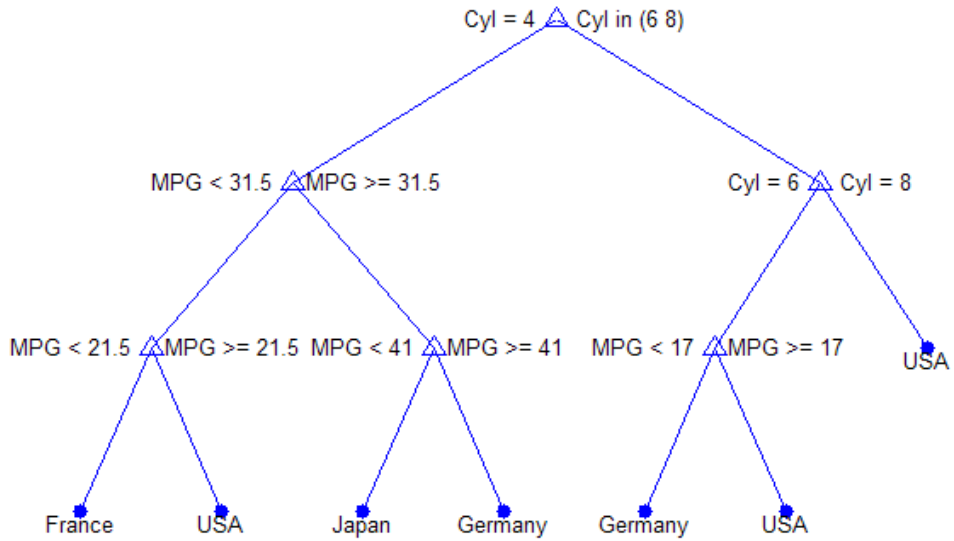 Cyl = 4 Cyl in (6 8)
MPG < 31.5 MPG >= 31.5 Cyl = 6 Cyl = 8
MPG < 21.5 MPG >= 21.5 MPG < 41 MPG >= 41 MPG < 17 MPG >= 17
USA
France USA Japan Germany Germany USA